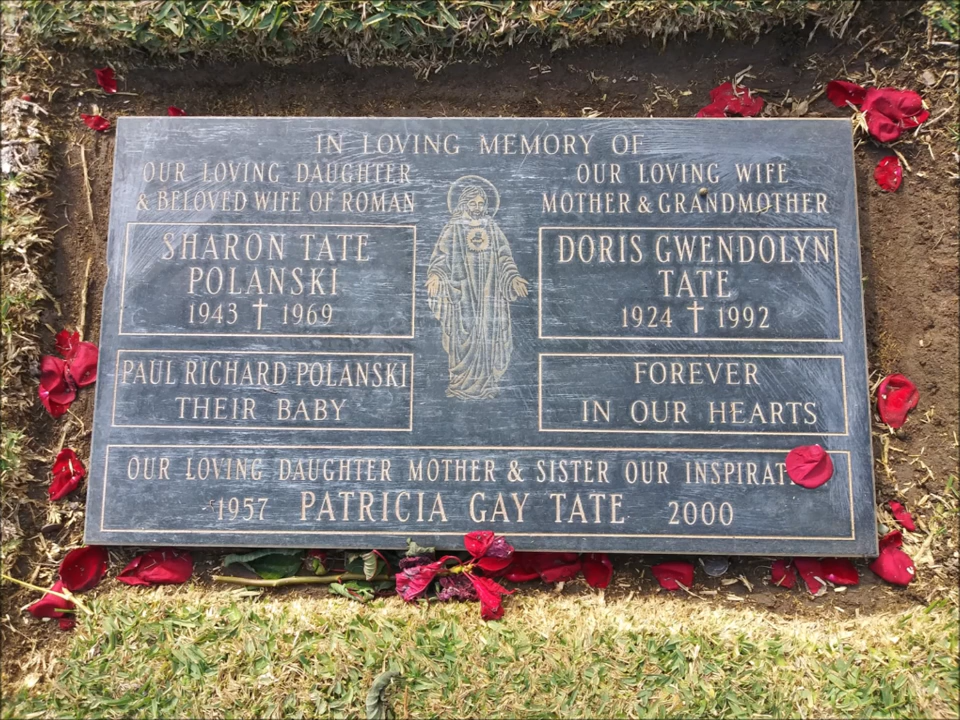 IN LOVING MEMORY OF
OUR LOVING DAUGHTER
& BELOVED WIFE OF ROMAN
SHARON TATE
POLANSKI
1943 † 1969
PAUL RICHARD POLANSKI
THEIR BABY
OUR LOVING WIFE
MOTHER & GRANDMOTHER
DORIS GWENDOLYN
TATE
1924 † 1992
FOREVER
IN OUR HEARTS
OUR LOVING DAUGHTER MOTHER & SISTER OUR INSPIRAT
1957 PATRICIA GAY TATE 2000